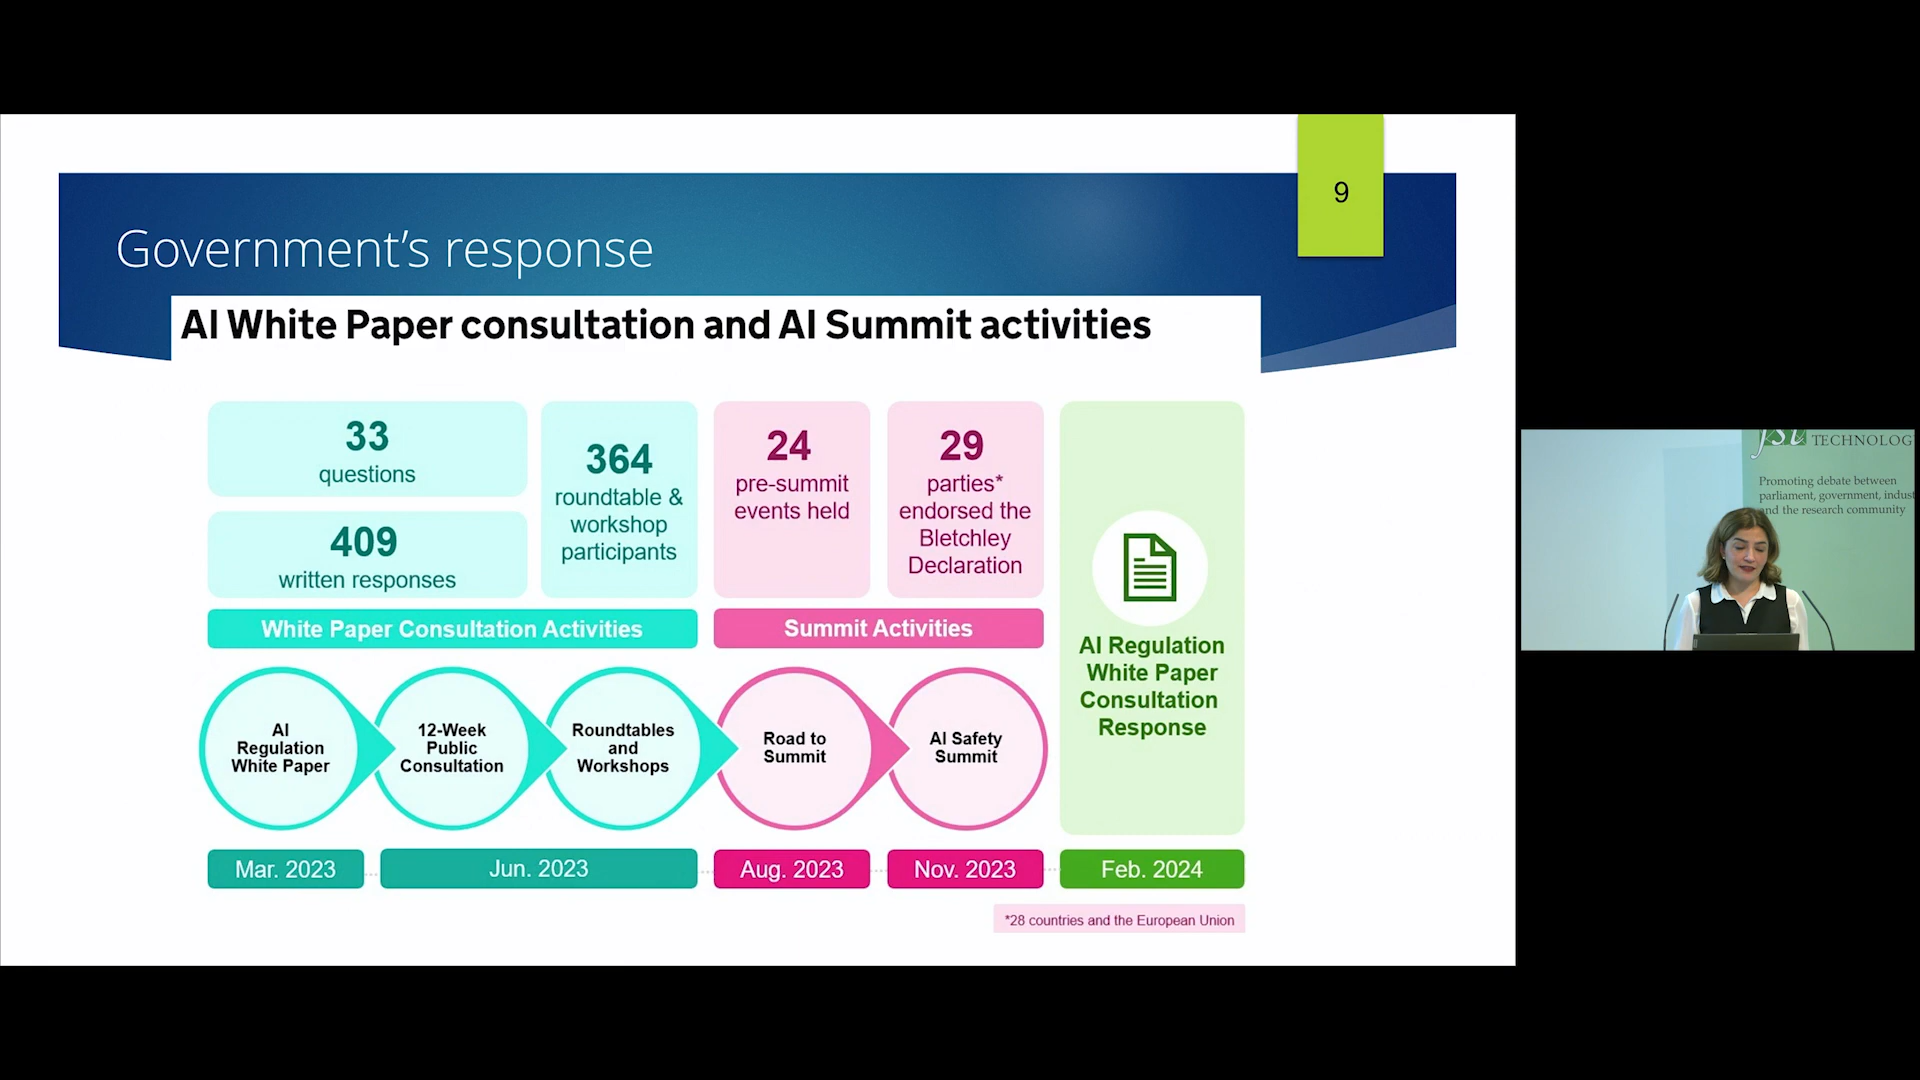 9
Government's response
AI White Paper consultation and AI Summit activities
33
questions
409
written responses
364
roundtable &
workshop
participants
24
pre-summit
events held
29
parties*
endorsed the
Bletchley
Declaration
White Paper Consultation Activities
Summit Activities
AI Regulation
White Paper
Consultation
Response
AI
Regulation
White Paper
12-Week
Public
Consultation
Roundtables
and
Workshops
Road to
Summit
AI Safety
Summit
Mar. 2023
Jun. 2023
Aug. 2023
Nov. 2023
Feb. 2024
*28 countries and the European Union
fst TECHNOLOG
Promoting debate between
parliament, government, indust
and the research community